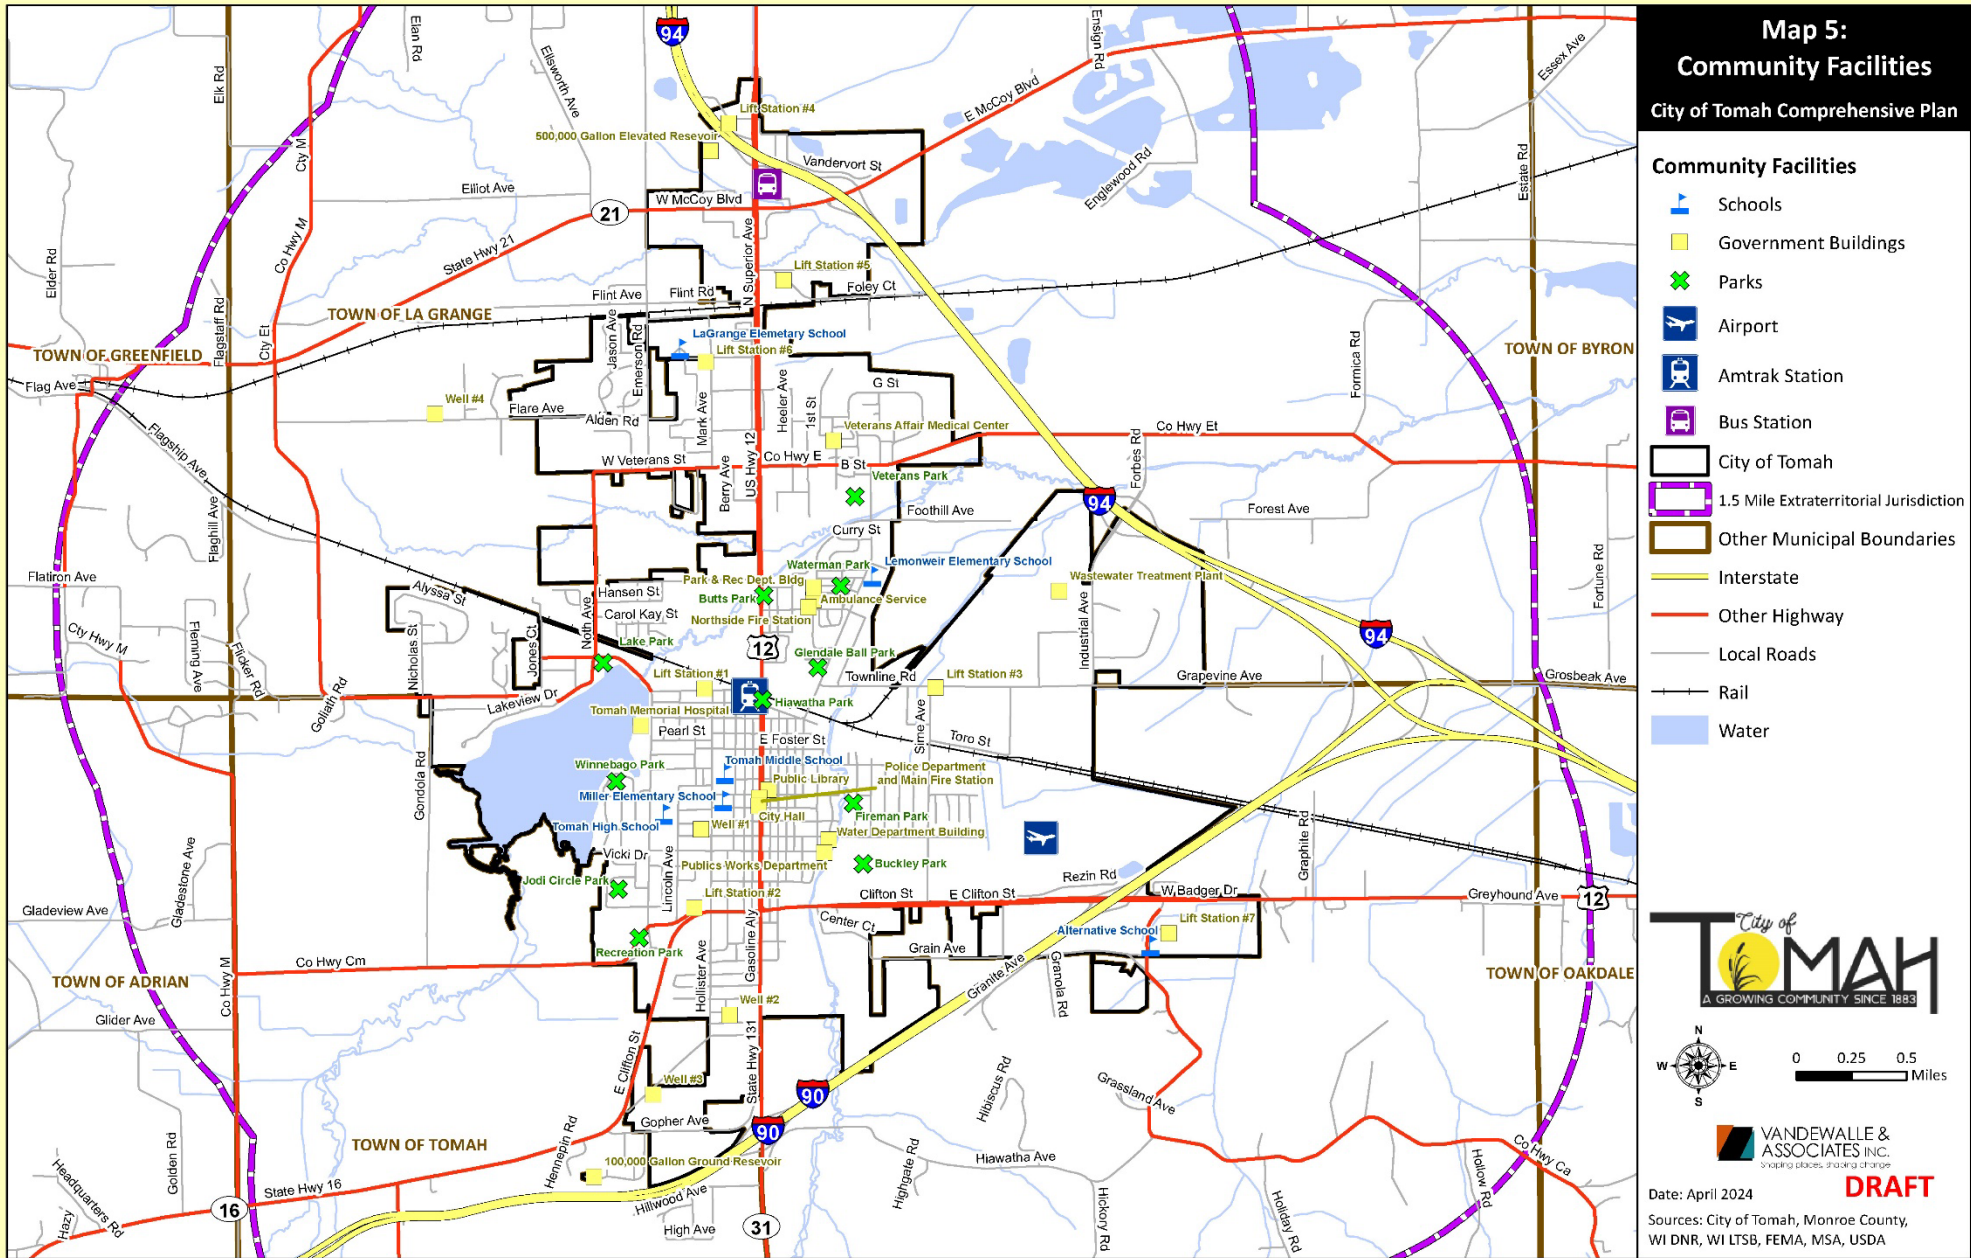 Map 5:
Community Facilities
City of Tomah Comprehensive Plan
Community Facilities
Schools
Government Buildings
Parks
Airport
Amtrak Station
Bus Station
City of Tomah
1.5 Mile Extraterritorial Jurisdiction
Other Municipal Boundaries
Interstate
Other Highway
Local Roads
Rail
Water
City of
TOMAH
A GROWING COMMUNITY SINCE 1883
N
W
E
S
0
0.25
0.5
Miles
VANDEWALLE &
ASSOCIATES INC.
Shaping places, shaping change
DRAFT
Date: April 2024
Sources: City of Tomah, Monroe County,
WI DNR, WI LTSB, FEMA, MSA, USDA
94
Elk Rd
Elan Rd
Ellsworth Ave
Ensign Rd
Essex Ave
E McCoy Blvd
Lift Station #4
500,000 Gallon Elevated Resevoir
Cty M
Vandervort St
Englewood Rd
Estate Rd
Elliot Ave
W McCoy Blvd
21
State Hwy 21
Co Hwy M
Elder Rd
N Superior Ave
Lift Station #5
Foley Ct
Flint Ave
Flint Rd
TOWN OF LA GRANGE
Flagstaff Rd
Cty Et
TOWN OF GREENFIELD
Jason Ave
Emerson Rd
LaGrange Elemetary School
Lift Station #6
TOWN OF BYRON
Formica Rd
Flag Ave
Well #4
Flare Ave
Alden Rd
Mark Ave
Heeler Ave
1st St
G St
Veterans Affair Medical Center
Co Hwy Et
Forbes Rd
Flagship Ave
W Veterans St
Berry Ave
US Hwy 12
Co Hwy E
B St
Veterans Park
94
Flaghill Ave
Foothill Ave
Forest Ave
Curry St
Flatiron Ave
Alyssa St
Hansen St
Park & Rec Dept. Bldg
Waterman Park
Lemonweir Elementary School
Wastewater Treatment Plant
Fortune Rd
Butts Park
Ambulance Service
Carol Kay St
Northside Fire Station
Noth Ave
Cty Hwy M
Fleming Ave
Flicker Rd
Nicholas St
Jones Ct
Lake Park
12
Glendale Ball Park
Industrial Ave
94
Lift Station #1
Townline Rd
Lift Station #3
Grapevine Ave
Grosbeak Ave
Goliath Rd
Lakeview Dr
Tomah Memorial Hospital
Hiawatha Park
Pearl St
E Foster St
Sime Ave
Toro St
Gondola Rd
Winnebago Park
Tomah Middle School
Public Library
Police Department
and Main Fire Station
Miller Elementary School
City Hall
Fireman Park
Tomah High School
Well #1
Water Department Building
Graphite Rd
Gladestone Ave
Vicki Dr
Publics Works Department
Buckley Park
Jodi Circle Park
Lincoln Ave
Lift Station #2
Clifton St
E Clifton St
Rezin Rd
W Badger Dr
Greyhound Ave
12
Gladeview Ave
Center Ct
Lift Station #7
Alternative School
Grain Ave
Recreation Park
Gasoline Aly
Hollister Ave
Granite Ave
Granola Rd
TOWN OF ADRIAN
Co Hwy M
Co Hwy Cm
TOWN OF OAKDALE
Glider Ave
Well #2
State Hwy 131
E Clifton St
Well #3
90
Hibiscus Rd
Grassland Ave
Gopher Ave
90
TOWN OF TOMAH
Golden Rd
Hennepin Rd
100,000 Gallon Ground Resevoir
Hiawatha Ave
Highgate Rd
Co Hwy Ca
Hollow Rd
Headquarters Rd
Hazy
State Hwy 16
16
Hillwood Ave
High Ave
31
Hickory Rd
Holiday Rd